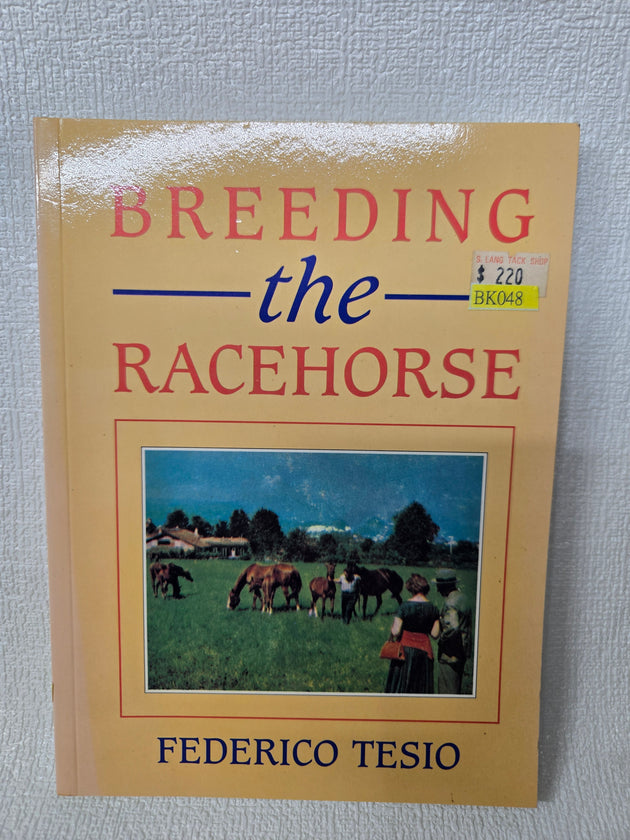 BREEDING
the
RACEHORSE
S. LANG TACK SHOP
$ 220
BK048
FEDERICO TESIO